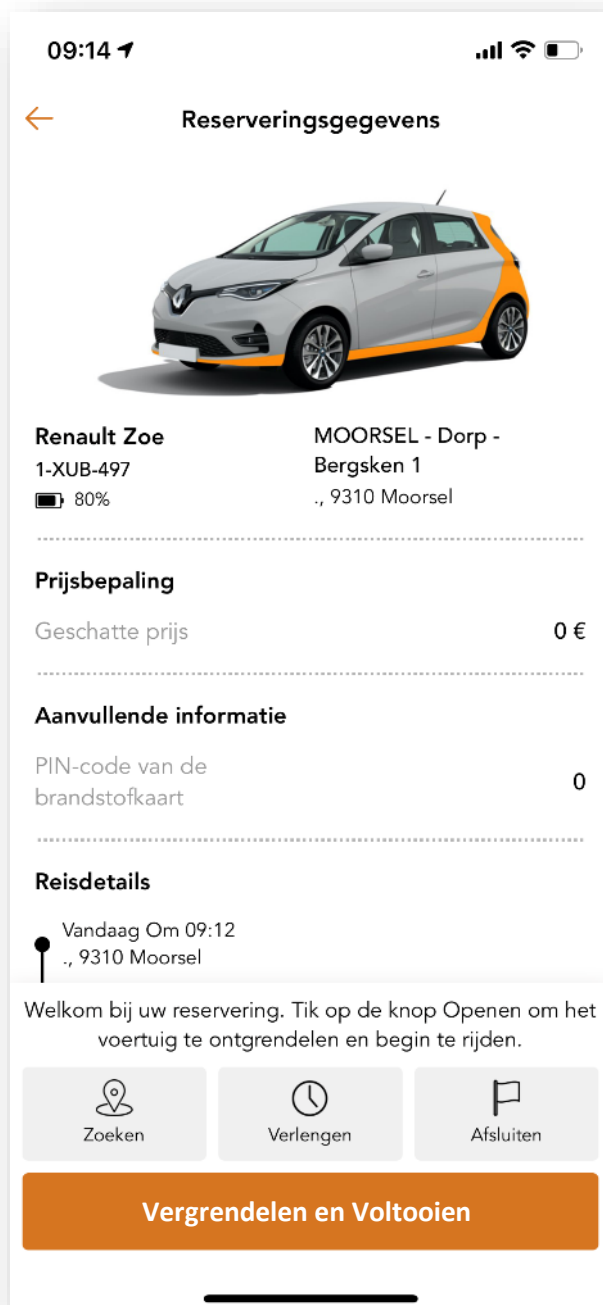 09:14
Reserveringsgegevens
Renault Zoe
1-XUB-497
80%
MOORSEL - Dorp -
Bergsken 1
., 9310 Moorsel
Prijsbepaling
Geschatte prijs
0 €
Aanvullende informatie
PIN-code van de
brandstofkaart
0
Reisdetails
Vandaag Om 09:12
., 9310 Moorsel
Welkom bij uw reservering. Tik op de knop Openen om het
voertuig te ontgrendelen en begin te rijden.
Zoeken
Verlengen
Afsluiten
Vergrendelen en Voltooien